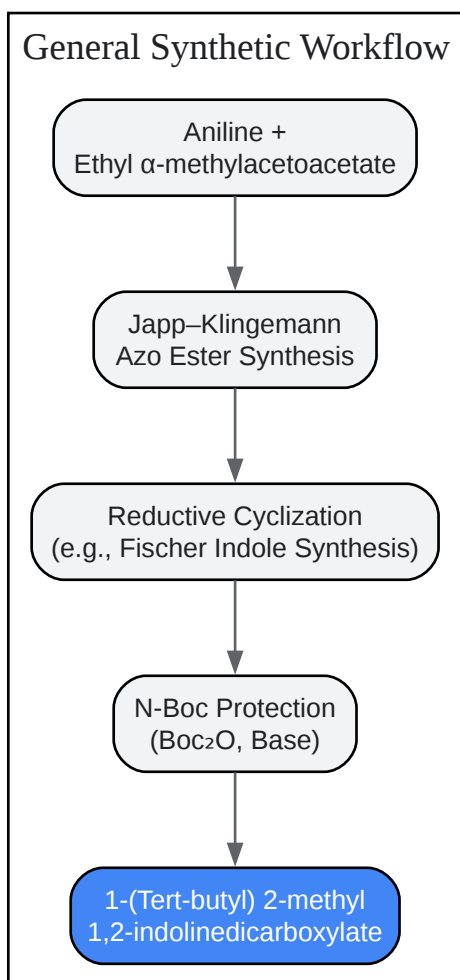 General Synthetic Workflow
Aniline +
Ethyl α-methylacetoacetate
Japp–Klingemann
Azo Ester Synthesis
Reductive Cyclization
(e.g., Fischer Indole Synthesis)
N-Boc Protection
(Boc₂O, Base)
1-(Tert-butyl) 2-methyl
1,2-indolinedicarboxylate